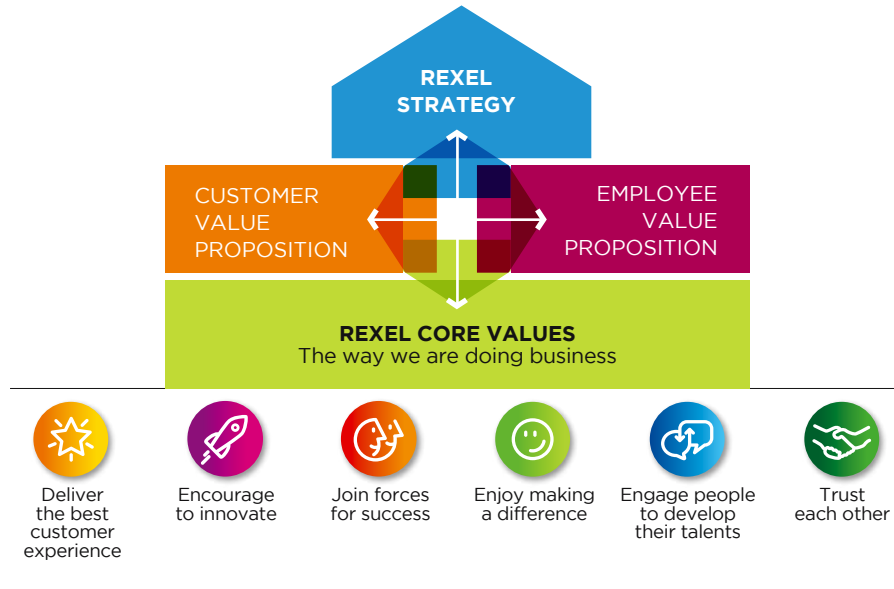 REXEL
STRATEGY
CUSTOMER
VALUE
PROPOSITION
EMPLOYEE
VALUE
PROPOSITION
REXEL CORE VALUES
The way we are doing business
Deliver
the best
customer
experience
Encourage
to innovate
Join forces
for success
Enjoy making
a difference
Engage people
to develop
their talents
Trust
each other